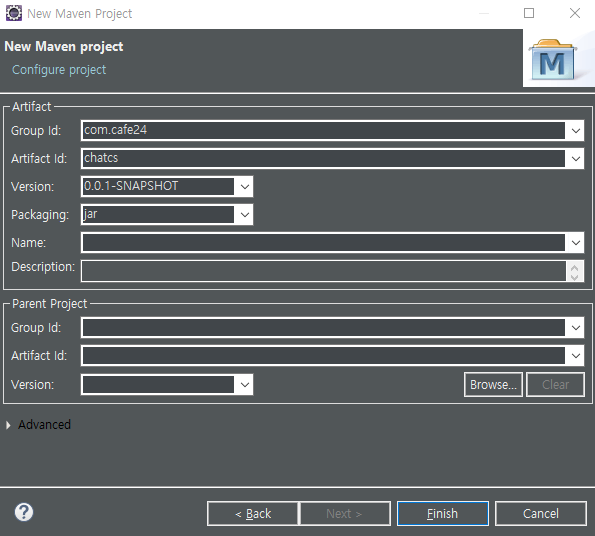 New Maven Project
New Maven project
Configure project
M
Artifact
Group Id: com.cafe24
Artifact Id: chatcs
Version: 0.0.1-SNAPSHOT
Packaging: jar
Name:
Description:
Parent Project
Group Id:
Artifact Id:
Version:
Browse... Clear
Advanced
? < Back Next > Finish Cancel